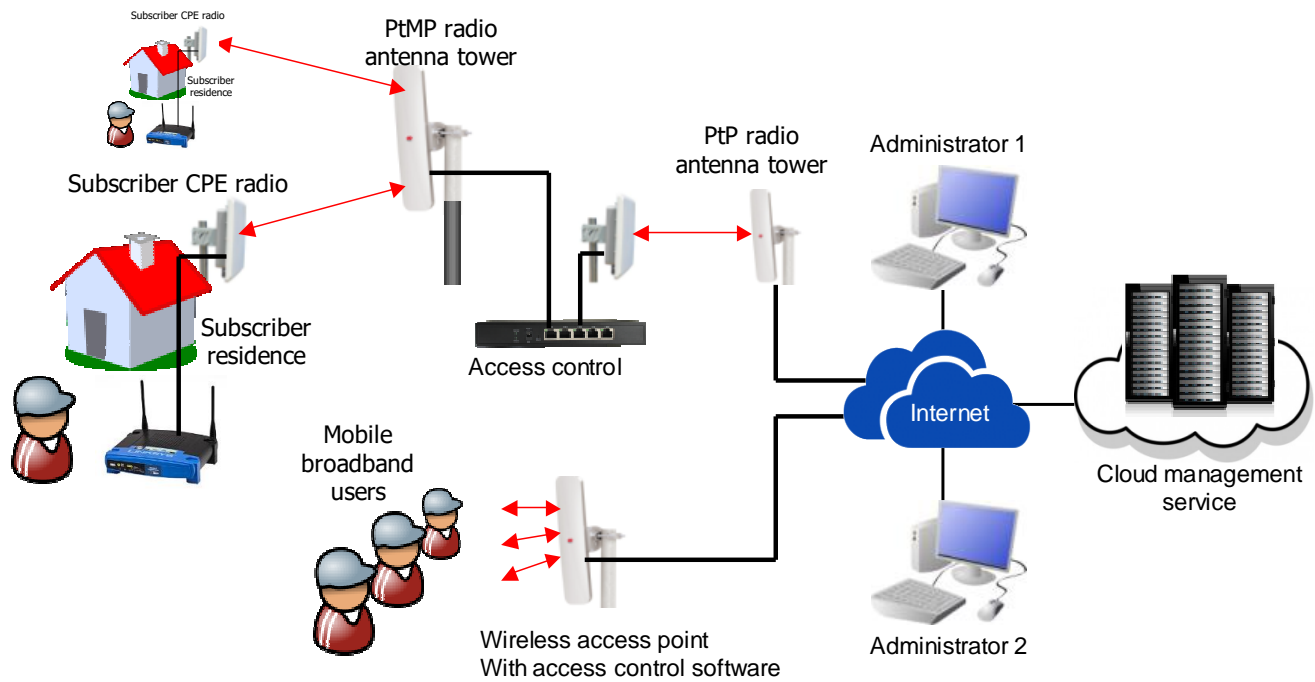 Subscriber CPE radio
Subscriber
residence
PtMP radio
antenna tower
Subscriber CPE radio
Subscriber
residence
PtP radio
antenna tower
Administrator 1
Access control
Internet
Cloud management
service
Mobile
broadband
users
Wireless access point
With access control software
Administrator 2